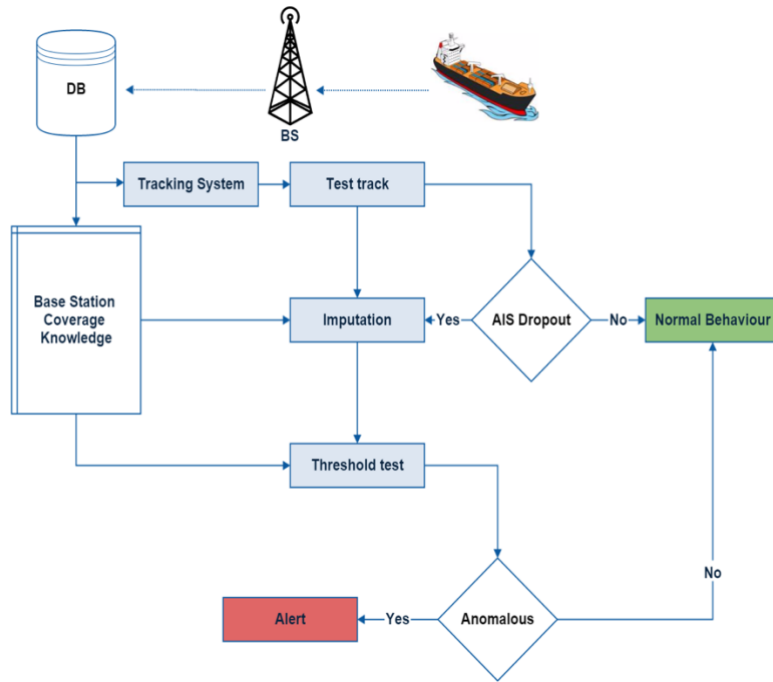 DB
BS
Tracking System
Test track
Base Station
Coverage
Knowledge
Imputation
Yes
AIS Dropout
No
Normal Behaviour
Threshold test
No
Alert
Yes
Anomalous